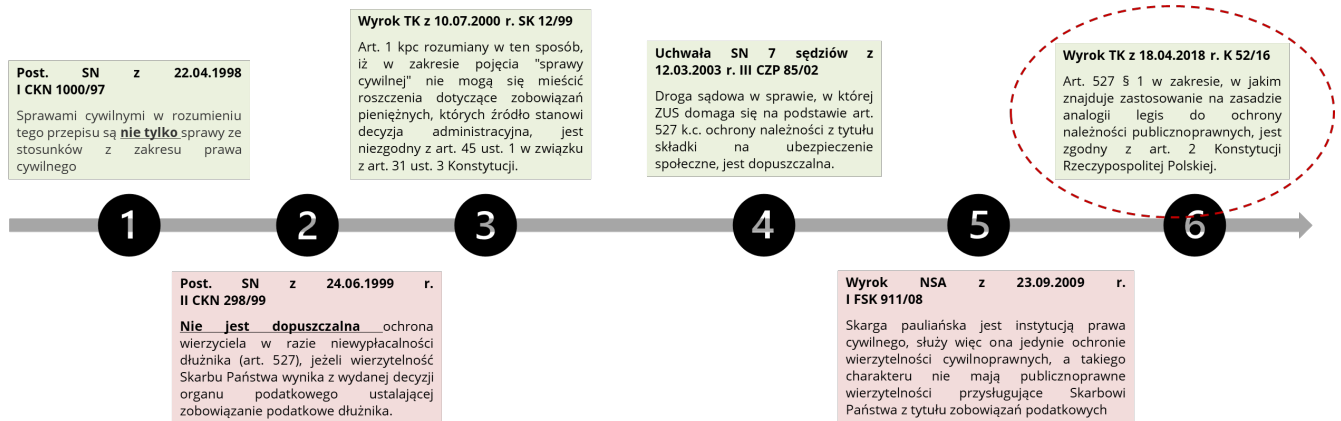 Post. SN z 22.04.1998
I CKN 1000/97
Sprawami cywilnymi w rozumieniu
tego przepisu są nie tylko sprawy ze
stosunków z zakresu prawa
cywilnego
Wyrok TK z 10.07.2000 r. SK 12/99
Art. 1 kpc rozumiany w ten sposób,
iż w zakresie pojęcia "sprawy
cywilnej" nie mogą się mieścić
roszczenia dotyczące zobowiązań
pieniężnych, których źródło stanowi
decyzja administracyjna, jest
niezgodny z art. 45 ust. 1 w związku
z art. 31 ust. 3 Konstytucji.
Uchwała SN 7 sędziów z
12.03.2003 r. III CZP 85/02
Droga sądowa w sprawie, w której
ZUS domaga się na podstawie art.
527 k.c. ochrony należności z tytułu
składki na ubezpieczenie
społeczne, jest dopuszczalna.
Wyrok TK z 18.04.2018 r. K 52/16
Art. 527 § 1 w zakresie, w jakim
znajduje zastosowanie na zasadzie
analogii legis do ochrony
należności publicznoprawnych, jest
zgodny z art. 2 Konstytucji
Rzeczypospolitej Polskiej.
1
2
3
4
5
6
Post. SN z 24.06.1999 r.
II CKN 298/99
Nie jest dopuszczalna ochrona
wierzyciela w razie niewypłacalności
dłużnika (art. 527), jeżeli wierzytelność
Skarbu Państwa wynika z wydanej decyzji
organu podatkowego ustalającej
zobowiązanie podatkowe dłużnika.
Wyrok NSA z 23.09.2009 r.
I FSK 911/08
Skarga pauliańska jest instytucją prawa
cywilnego, służy więc ona jedynie ochronie
wierzytelności cywilnoprawnych, a takiego
charakteru nie mają publicznoprawne
wierzytelności przysługujące Skarbowi
Państwa z tytułu zobowiązań podatkowych